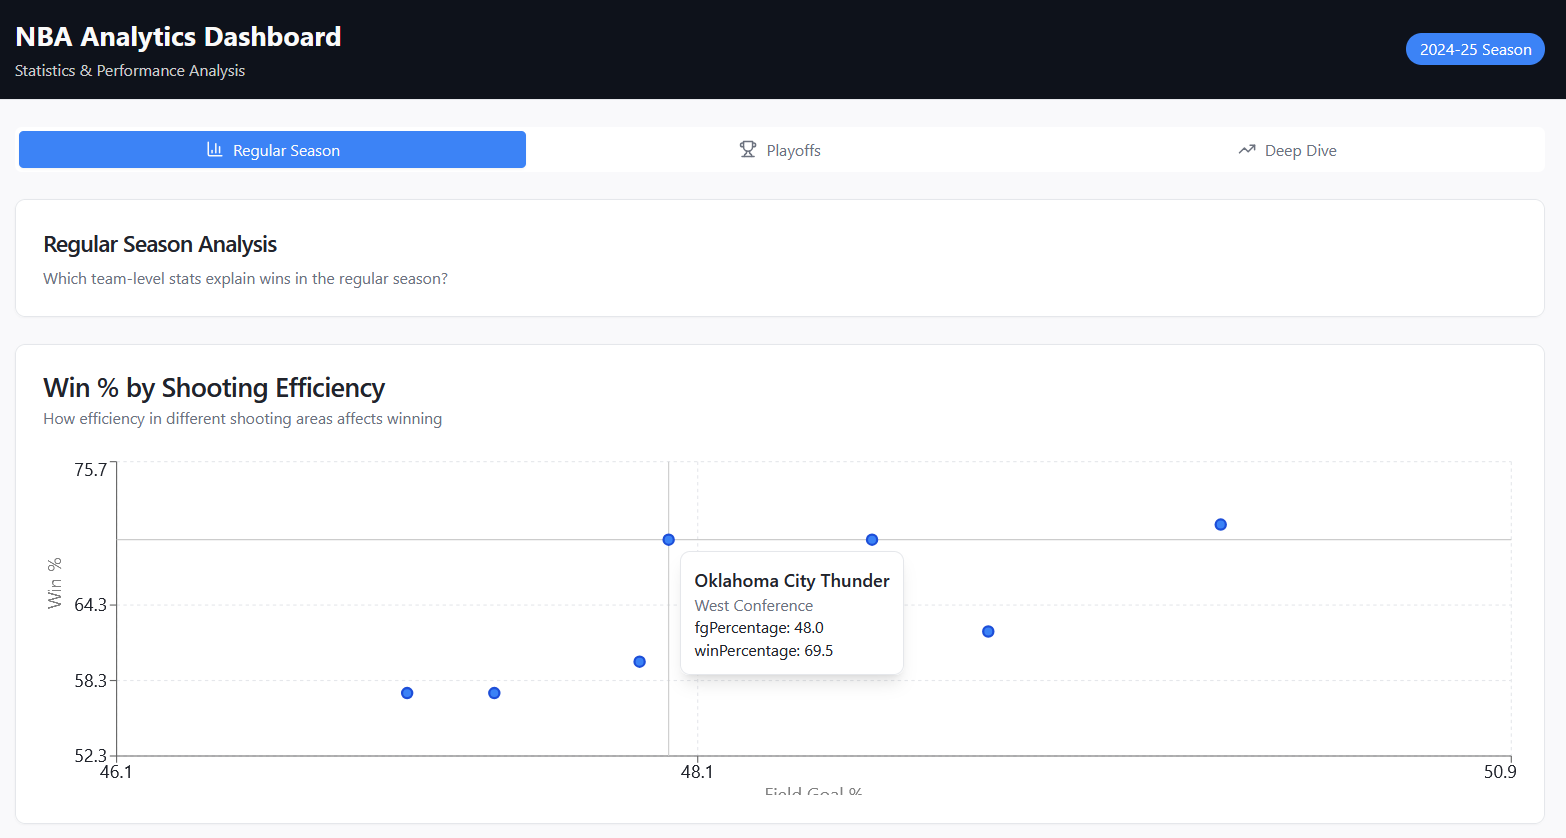 NBA Analytics Dashboard
Statistics & Performance Analysis
2024-25 Season
Regular Season
Playoffs
Deep Dive
Regular Season Analysis
Which team-level stats explain wins in the regular season?
Win % by Shooting Efficiency
How efficiency in different shooting areas affects winning
75.7
64.3
58.3
52.3
Win %
Oklahoma City Thunder
West Conference
fgPercentage: 48.0
winPercentage: 69.5
46.1
48.1
50.9
Field Goal %